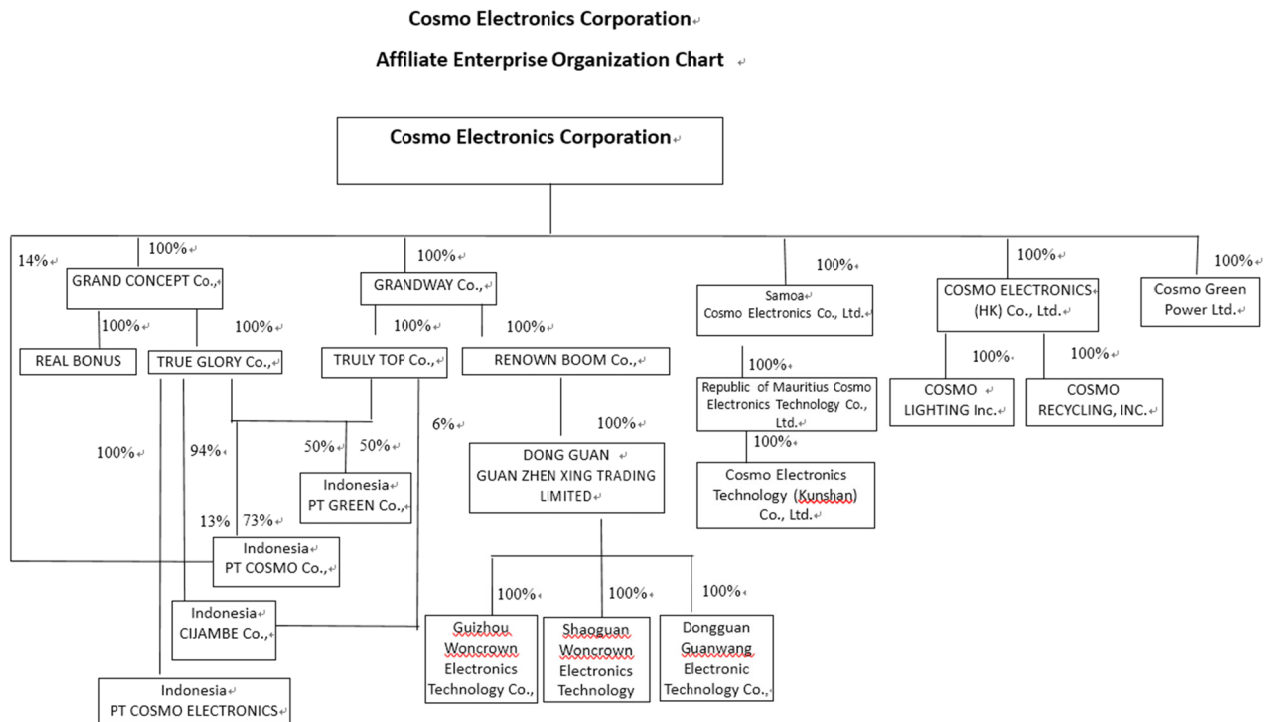 Cosmo Electronics Corporation
Affiliate Enterprise Organization Chart
Cosmo Electronics Corporation
14%
100%
100%
100%
100%
100%
GRAND CONCEPT Co.,
GRANDWAY Co.,
Samoa
Cosmo Electronics Co., Ltd.
COSMO ELECTRONICS
(HK) Co., Ltd.
Cosmo Green
Power Ltd.
100%
100%
100%
100%
100%
100%
100%
REAL BONUS
TRUE GLORY Co.,
TRULY TOP Co.,
RENOWN BOOM Co.,
Republic of Mauritius Cosmo
Electronics Technology Co.,
Ltd.
COSMO
LIGHTING Inc.
COSMO
RECYCLING, INC.
100%
94%
50%
50%
6%
100%
100%
Indonesia
PT GREEN Co.,
DONG GUAN
GUAN ZHEN XING TRADING
LIMITED
Cosmo Electronics
Technology (Kunshan)
Co., Ltd.
13%
73%
Indonesia
PT COSMO Co.,
100%
100%
100%
Indonesia
CIJAMBE Co.,
Guizhou
Woncrown
Electronics
Technology Co.,
Shaoguan
Woncrown
Electronics
Technology
Dongguan
Guanwang
Electronic
Technology Co.,
Indonesia
PT COSMO ELECTRONICS